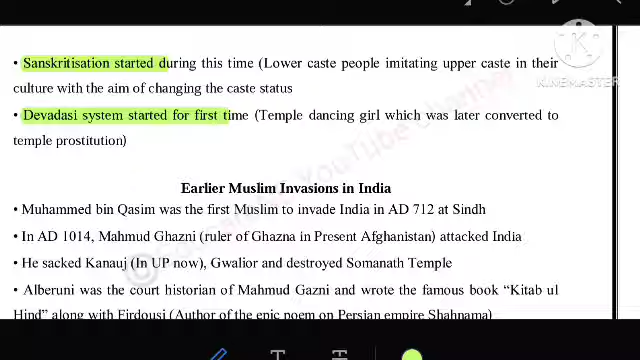 • Sanskritisation started during this time (Lower caste people imitating upper caste in their
culture with the aim of changing the caste status
• Devadasi system started for first time (Temple dancing girl which was later converted to
temple prostitution)
Earlier Muslim Invasions in India
• Muhammed bin Qasim was the first Muslim to invade India in AD 712 at Sindh
• In AD 1014, Mahmud Ghazni (ruler of Ghazna in Present Afghanistan) attacked India
• He sacked Kanauj (In UP now), Gwalior and destroyed Somanath Temple
• Alberuni was the court historian of Mahmud Gazni and wrote the famous book “Kitab ul
Hind” along with Firdousi (Author of the epic poem on Persian empire Shahnama)
KINEMASTER
YouTube Channel
T
T